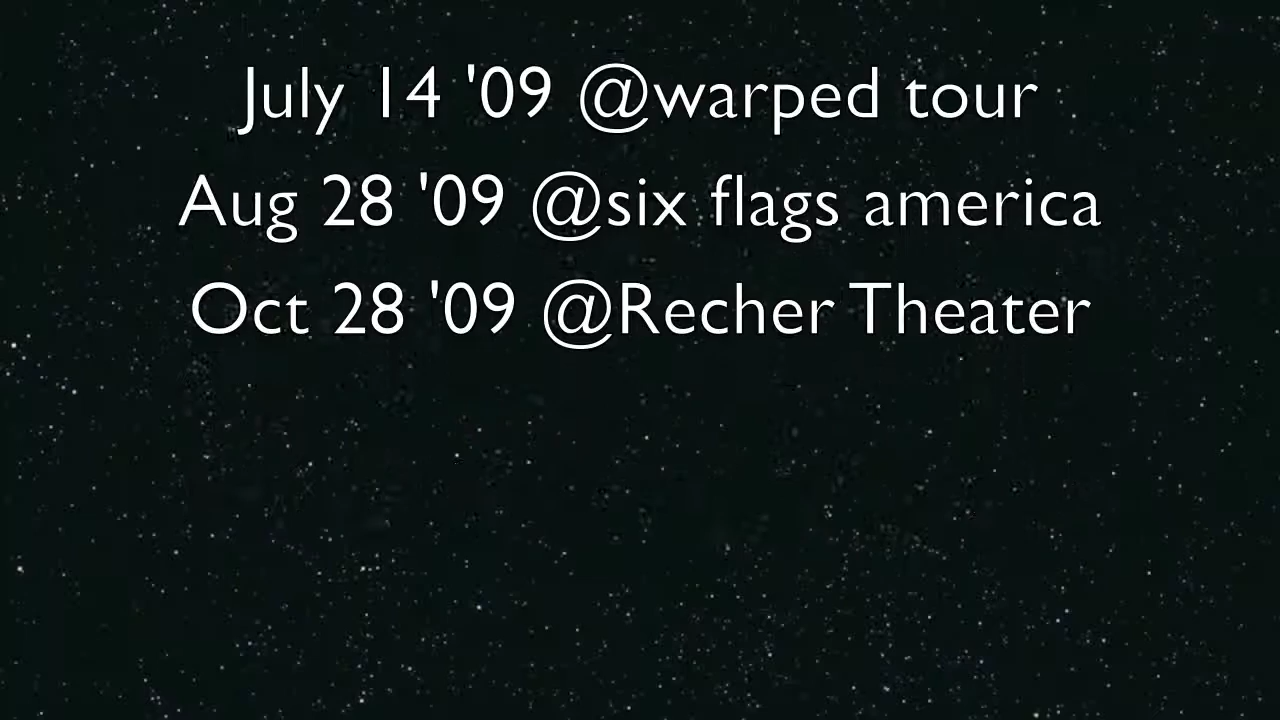 July 14 '09 @warped tour
Aug 28 '09 @six flags america
Oct 28 '09 @Recher Theater